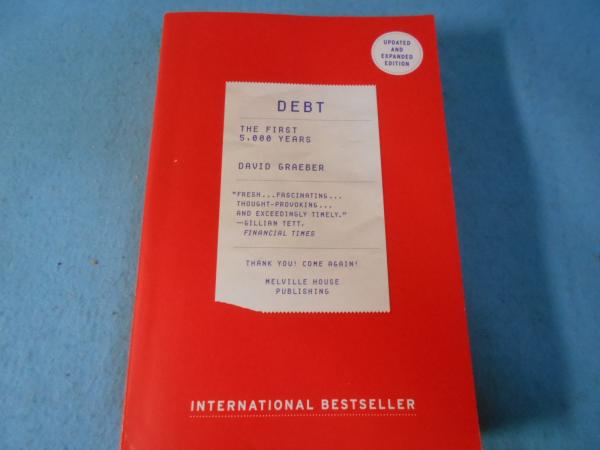 UPDATED
AND
EXPANDED
EDITION
DEBT
THE FIRST
5,000 YEARS
DAVID GRAEBER
"FRESH...FASCINATING...
THOUGHT-PROVOKING...
AND EXCEEDINGLY TIMELY."
—GILLIAN TETT,
FINANCIAL TIMES
THANK YOU! COME AGAIN!
MELVILLE HOUSE
PUBLISHING
INTERNATIONAL BESTSELLER